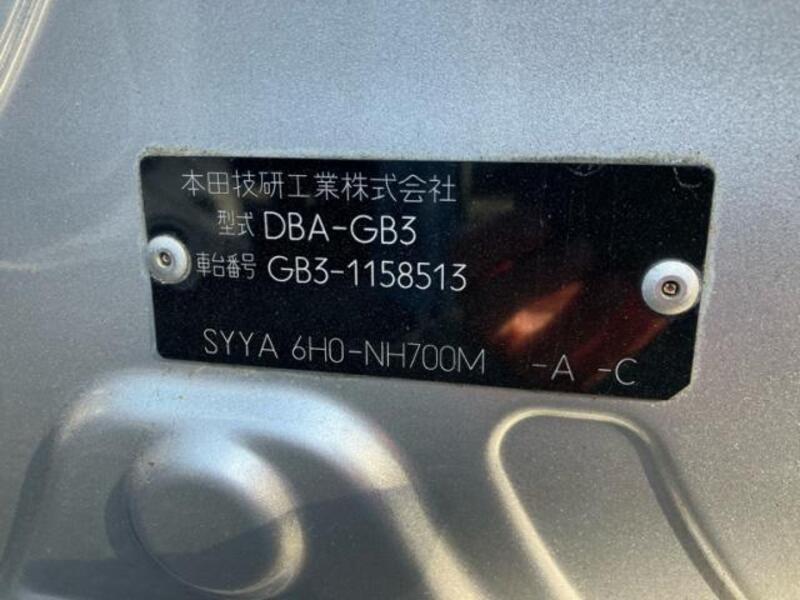 本田技研工業株式会社
型式 DBA-GB3
車台番号 GB3-1158513
SYYA 6H0-NH700M -A -C